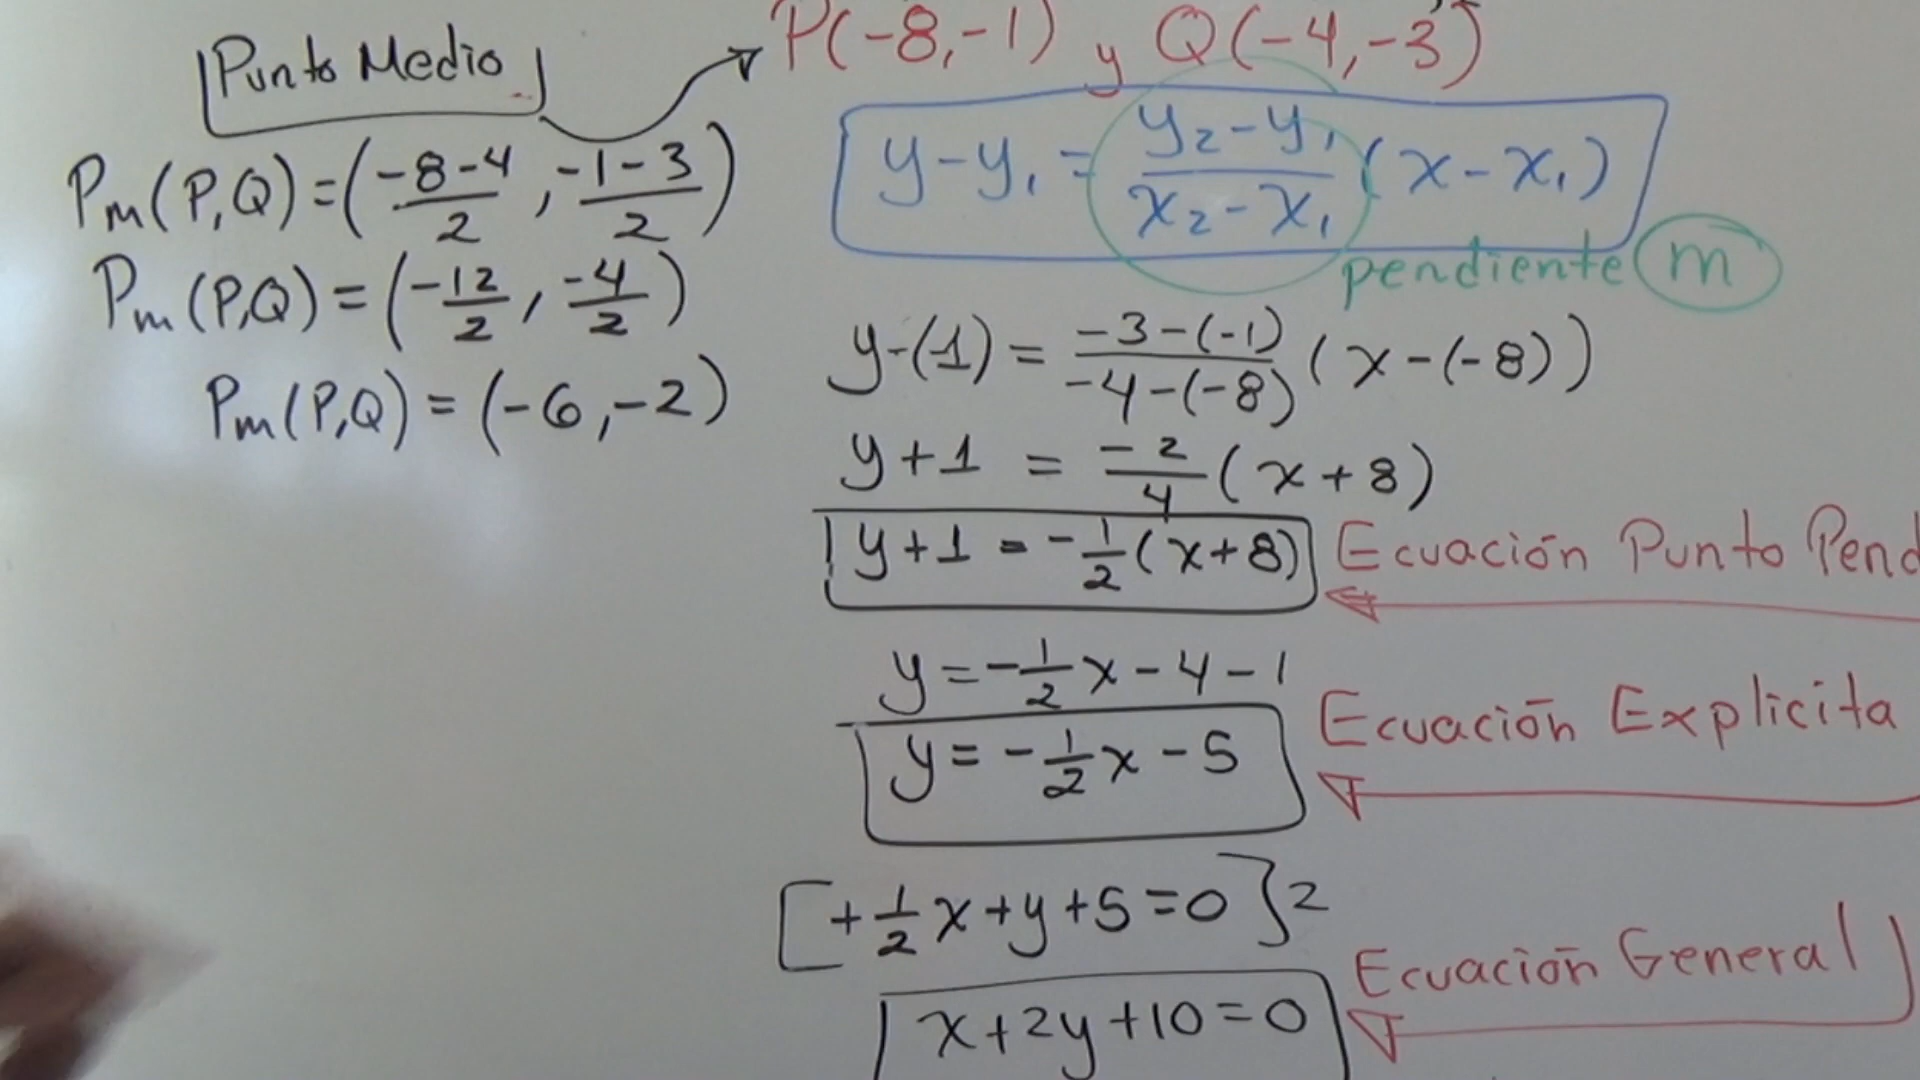 Punto Medio
Pm(P,Q)=(-8-4/2, -1-3/2)
Pm(P,Q)=(-12/2, -4/2)
Pm(P,Q)=(-6,-2)
P(-8,-1) y Q(-4,-3)
y-y₁ = y₂-y₁/x₂-x₁ (x-x₁)
pendiente m
y-(1) = -3-(-1)/-4-(-8) (x-(-8))
y+1 = -2/4 (x+8)
y+1 = -1/2(x+8) Ecuación Punto Pend
y=-1/2x-4-1
y=-1/2x-5 Ecuación Explicita
[+1/2x+y+5=0]2
x+2y+10=0 Ecuación General